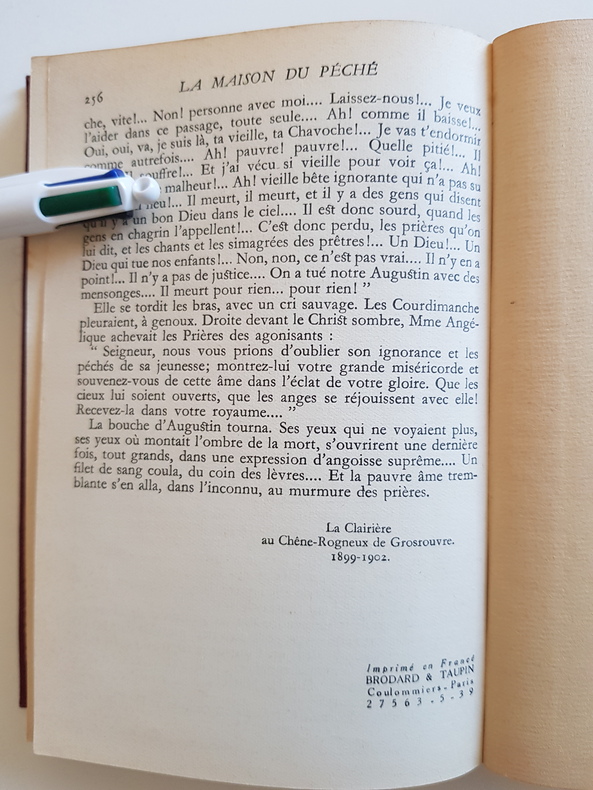 256
LA MAISON DU PÉCHÉ
che, vite!... Non! personne avec moi.... Laissez-nous!... Je veux
l'aider dans ce passage, toute seule.... Ah! comme il baisse!...
Oui, oui, va, je suis là, ta vieille, ta Chavoche!... Je vas t'endormir
comme autrefois.... Ah! pauvre! pauvre!... Quelle pitié!... Il
souffre!... Et j'ai vécu si vieille pour voir ça!... Ah!
malheur!... Ah! vieille bête ignorante qui n'a pas su
Il meurt, il meurt, et il y a des gens qui disent
qu'il y a un bon Dieu dans le ciel.... Il est donc sourd, quand les
gens en chagrin l'appellent!... C'est donc perdu, les prières qu'on
lui dit, et les chants et les simagrées des prêtres!... Un Dieu!... Un
Dieu qui tue nos enfants!... Non, non, ce n'est pas vrai.... Il n'y en a
point!... Il n'y a pas de justice.... On a tué notre Augustin avec des
mensonges.... Il meurt pour rien... pour rien! ”
Elle se tordit les bras, avec un cri sauvage. Les Courdimanche
pleuraient, à genoux. Droite devant le Christ sombre, Mme Angé-
lique achevait les Prières des agonisants :
“ Seigneur, nous vous prions d'oublier son ignorance et les
péchés de sa jeunesse; montrez-lui votre grande miséricorde et
souvenez-vous de cette âme dans l'éclat de votre gloire. Que les
cieux lui soient ouverts, que les anges se réjouissent avec elle!
Recevez-la dans votre royaume.... ”
La bouche d'Augustin tourna. Ses yeux qui ne voyaient plus,
ses yeux où montait l'ombre de la mort, s'ouvrirent une dernière
fois, tout grands, dans une expression d'angoisse suprême.... Un
filet de sang coula, du coin des lèvres.... Et la pauvre âme trem-
blante s'en alla, dans l'inconnu, au murmure des prières.
La Clairière
au Chêne-Rogneux de Grosrouvre.
1899-1902.
Imprimé en France
BRODARD & TAUPIN
Coulommiers-Paris
27563-5-39